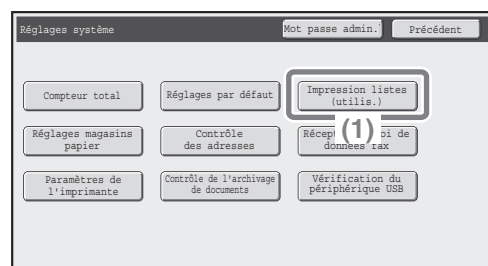 Réglages système
Mot passe admin.
Précédent
Compteur total
Réglages par défaut
Impression listes
(utilis.)
Réglages magasins
papier
Contrôle
des adresses
(1)
données fax
Paramètres de
l'imprimante
Contrôle de l'archivage
de documents
Vérification du
périphérique USB